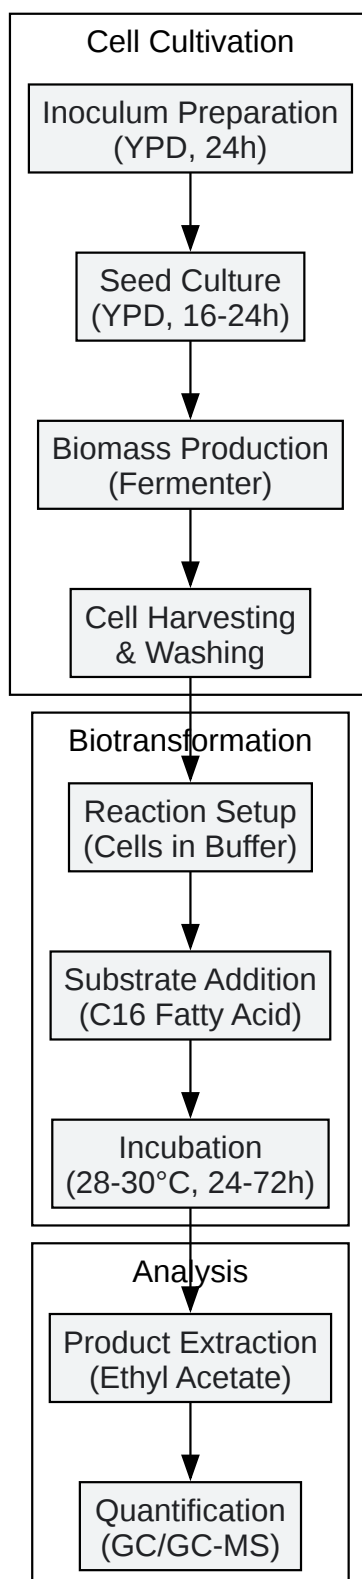 Cell Cultivation
Inoculum Preparation
(YPD, 24h)
Seed Culture
(YPD, 16-24h)
Biomass Production
(Fermenter)
Cell Harvesting
& Washing
Biotransformation
Reaction Setup
(Cells in Buffer)
Substrate Addition
(C16 Fatty Acid)
Incubation
(28-30°C, 24-72h)
Analysis
Product Extraction
(Ethyl Acetate)
Quantification
(GC/GC-MS)